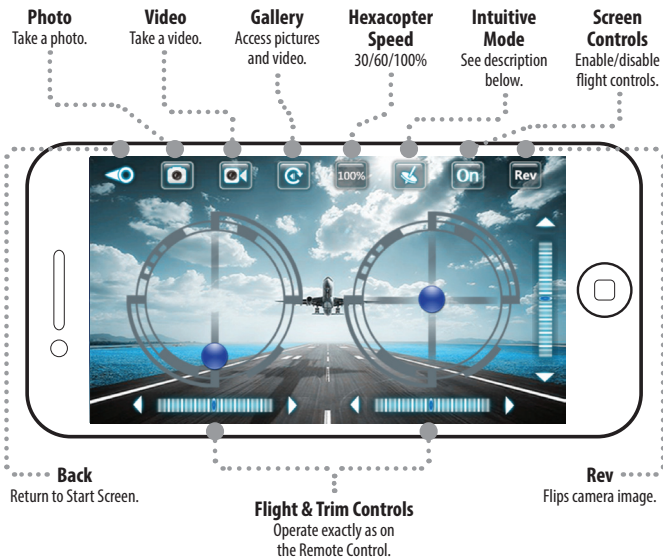 Photo
Take a photo.
Video
Take a video.
Gallery
Access pictures
and video.
Hexacopter
Speed
30/60/100%
Intuitive
Mode
See description
below.
Screen
Controls
Enable/disable
flight controls.
100%
On
Rev
Back
Return to Start Screen.
Flight & Trim Controls
Operate exactly as on
the Remote Control.
Rev
Flips camera image.